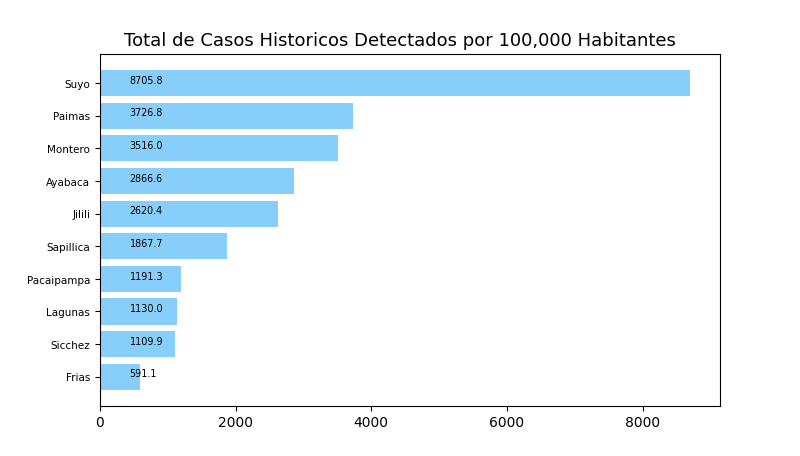 Total de Casos Historicos Detectados por 100,000 Habitantes
Suyo 8705.8
Paimas 3726.8
Montero 3516.0
Ayabaca 2866.6
Jilili 2620.4
Sapillica 1867.7
Pacaipampa 1191.3
Lagunas 1130.0
Sicchez 1109.9
Frias 591.1
0 2000 4000 6000 8000